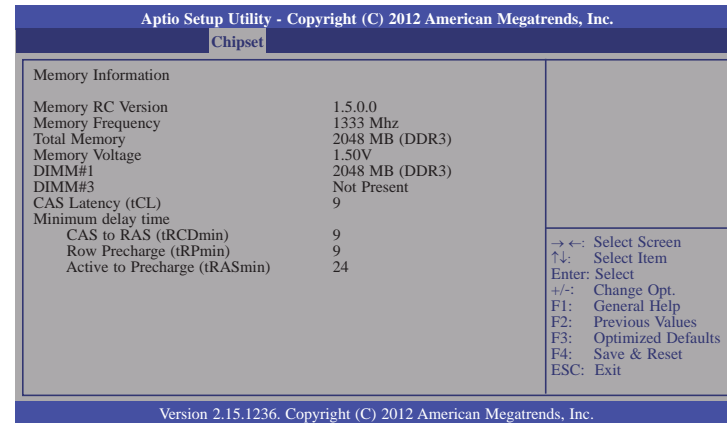 Aptio Setup Utility - Copyright (C) 2012 American Megatrends, Inc.
Chipset
Memory Information
Memory RC Version 1.5.0.0
Memory Frequency 1333 Mhz
Total Memory 2048 MB (DDR3)
Memory Voltage 1.50V
DIMM#1 2048 MB (DDR3)
DIMM#3 Not Present
CAS Latency (tCL) 9
Minimum delay time
CAS to RAS (tRCDmin) 9
Row Precharge (tRPmin) 9
Active to Precharge (tRASmin) 24
→ ←: Select Screen
↑↓: Select Item
Enter: Select
+/-: Change Opt.
F1: General Help
F2: Previous Values
F3: Optimized Defaults
F4: Save & Reset
ESC: Exit
Version 2.15.1236. Copyright (C) 2012 American Megatrends, Inc.